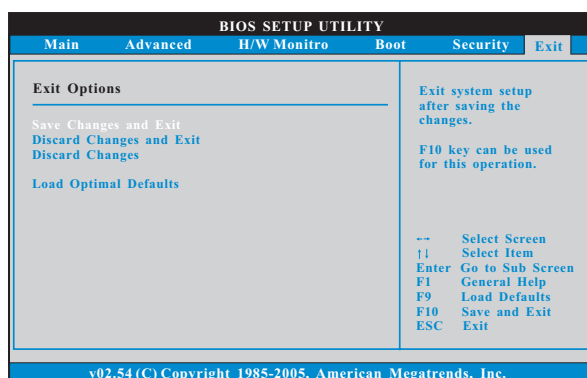 BIOS SETUP UTILITY
Main Advanced H/W Monitro Boot Security Exit
Exit Options
Save Changes and Exit
Discard Changes and Exit
Discard Changes
Load Optimal Defaults
Exit system setup
after saving the
changes.
F10 key can be used
for this operation.
←→ Select Screen
↑↓ Select Item
Enter Go to Sub Screen
F1 General Help
F9 Load Defaults
F10 Save and Exit
ESC Exit
v02.54 (C) Copyright 1985-2005, American Megatrends, Inc.